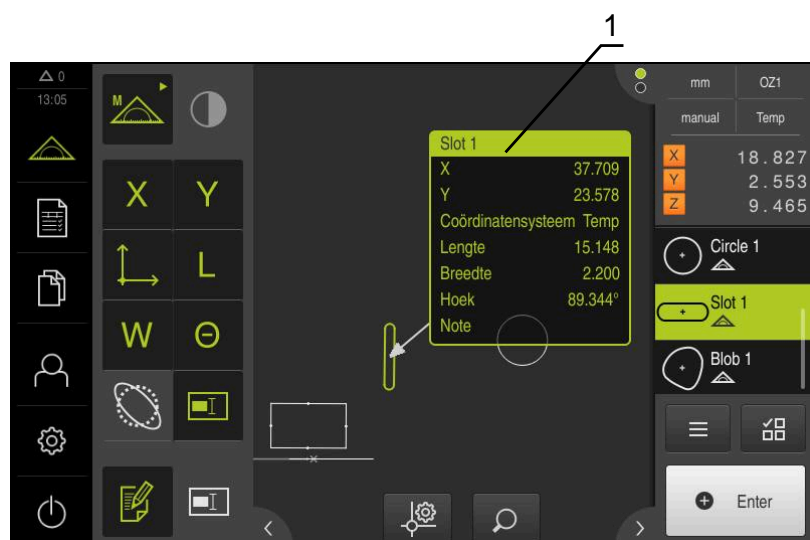 1
0
13:05
M
X Y
L
W Θ
Slot 1
X 37.709
Y 23.578
Coördinatensysteem Temp
Lengte 15.148
Breedte 2.200
Hoek 89.344°
Note
mm OZ1
manual Temp
X 18.827
Y 2.553
Z 9.465
Circle 1
Slot 1
Blob 1
Enter